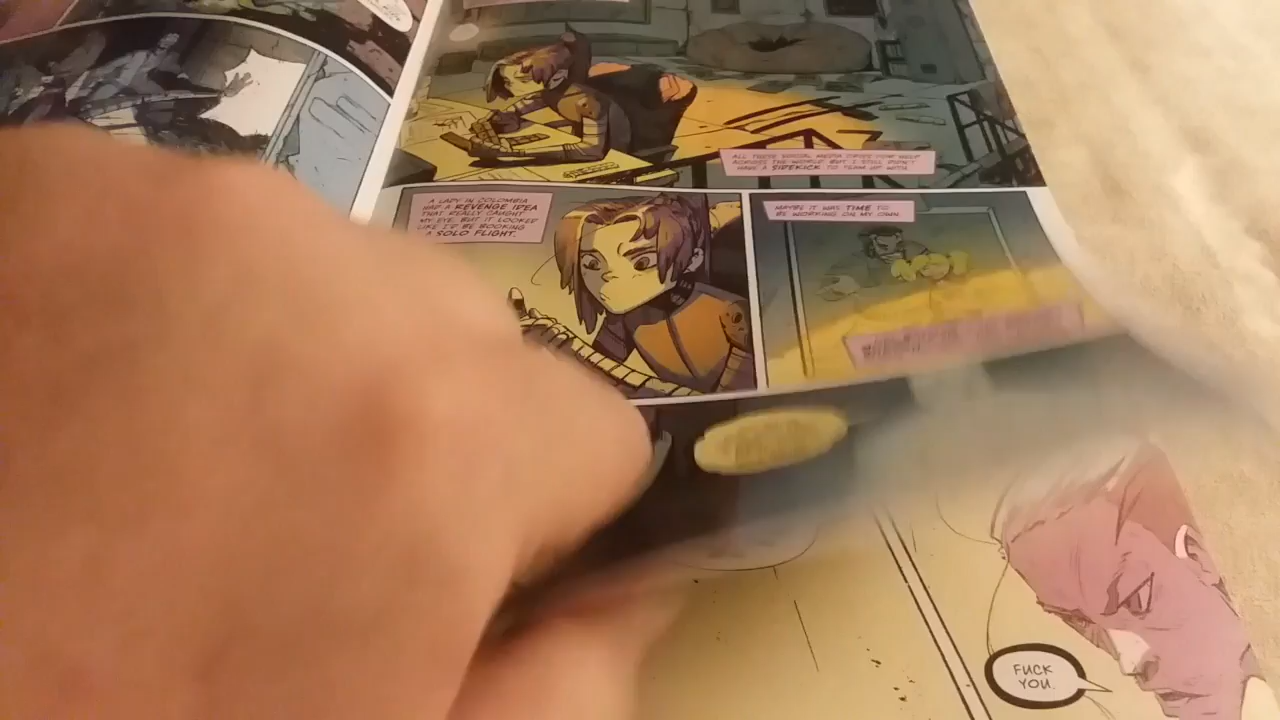 ALL THESE SOCIAL MEDIA CRIES FOR HELP
ACROSS THE WORLD, BUT I STILL DIDN'T
HAVE A SIDEKICK TO TEAM UP WITH.
A LADY IN COLOMBIA
HAD A REVENGE IDEA
THAT REALLY CAUGHT
MY EYE, BUT IT LOOKED
LIKE I'D BE BOOKING
A SOLO FLIGHT.
MAYBE IT WAS TIME TO
BE WORKING ON MY OWN.
FUCK
YOU.